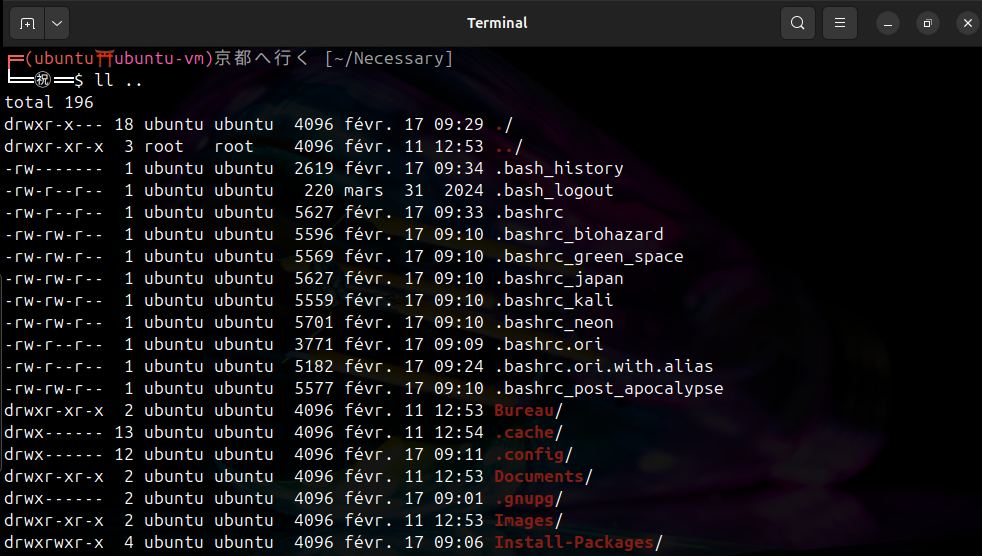 Terminal
(ubuntu⛩ubuntu-vm)京都へ行く [~/Necessary]
㊗ $ ll ..
total 196
drwxr-x--- 18 ubuntu ubuntu  4096 févr. 17 09:29 ./
drwxr-xr-x  3 root   root    4096 févr. 11 12:53 ../
-rw-------  1 ubuntu ubuntu  2619 févr. 17 09:34 .bash_history
-rw-r--r--  1 ubuntu ubuntu   220 mars  31  2024 .bash_logout
-rw-r--r--  1 ubuntu ubuntu  5627 févr. 17 09:33 .bashrc
-rw-rw-r--  1 ubuntu ubuntu  5596 févr. 17 09:10 .bashrc_biohazard
-rw-rw-r--  1 ubuntu ubuntu  5569 févr. 17 09:10 .bashrc_green_space
-rw-rw-r--  1 ubuntu ubuntu  5627 févr. 17 09:10 .bashrc_japan
-rw-rw-r--  1 ubuntu ubuntu  5559 févr. 17 09:10 .bashrc_kali
-rw-rw-r--  1 ubuntu ubuntu  5701 févr. 17 09:10 .bashrc_neon
-rw-r--r--  1 ubuntu ubuntu  3771 févr. 17 09:09 .bashrc.ori
-rw-r--r--  1 ubuntu ubuntu  5182 févr. 17 09:24 .bashrc.ori.with.alias
-rw-rw-r--  1 ubuntu ubuntu  5577 févr. 17 09:10 .bashrc_post_apocalypse
drwxr-xr-x  2 ubuntu ubuntu  4096 févr. 11 12:53 Bureau/
drwx------ 13 ubuntu ubuntu  4096 févr. 11 12:54 .cache/
drwx------ 12 ubuntu ubuntu  4096 févr. 17 09:11 .config/
drwxr-xr-x  2 ubuntu ubuntu  4096 févr. 11 12:53 Documents/
drwx------  2 ubuntu ubuntu  4096 févr. 17 09:01 .gnupg/
drwxr-xr-x  2 ubuntu ubuntu  4096 févr. 11 12:53 Images/
drwxrwxr-x  4 ubuntu ubuntu  4096 févr. 17 09:06 Install-Packages/